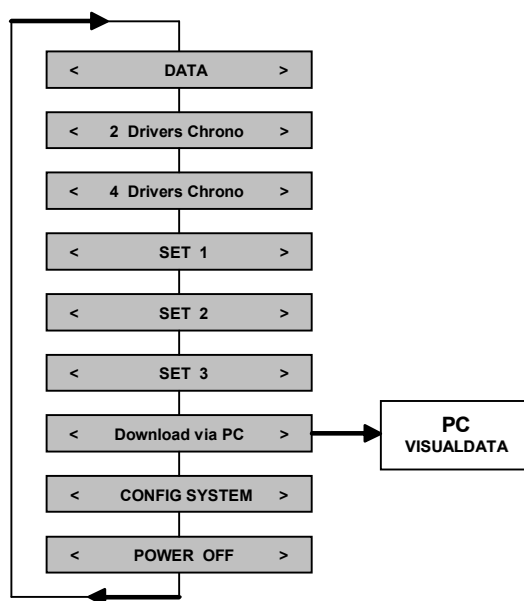 < DATA >
< 2 Drivers Chrono >
< 4 Drivers Chrono >
< SET 1 >
< SET 2 >
< SET 3 >
< Download via PC >
PC
VISUALDATA
< CONFIG SYSTEM >
< POWER OFF >